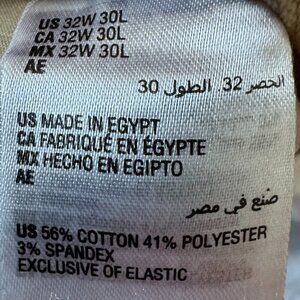 US 32W 30L
CA 32W 30L
MX 32W 30L
AE
الخصر 32 الطول 30
US MADE IN EGYPT
CA FABRIQUÉ EN ÉGYPTE
MX HECHO EN EGIPTO
AE
صُنع في مصر
US 56% COTTON 41% POLYESTER
3% SPANDEX
EXCLUSIVE OF ELASTIC